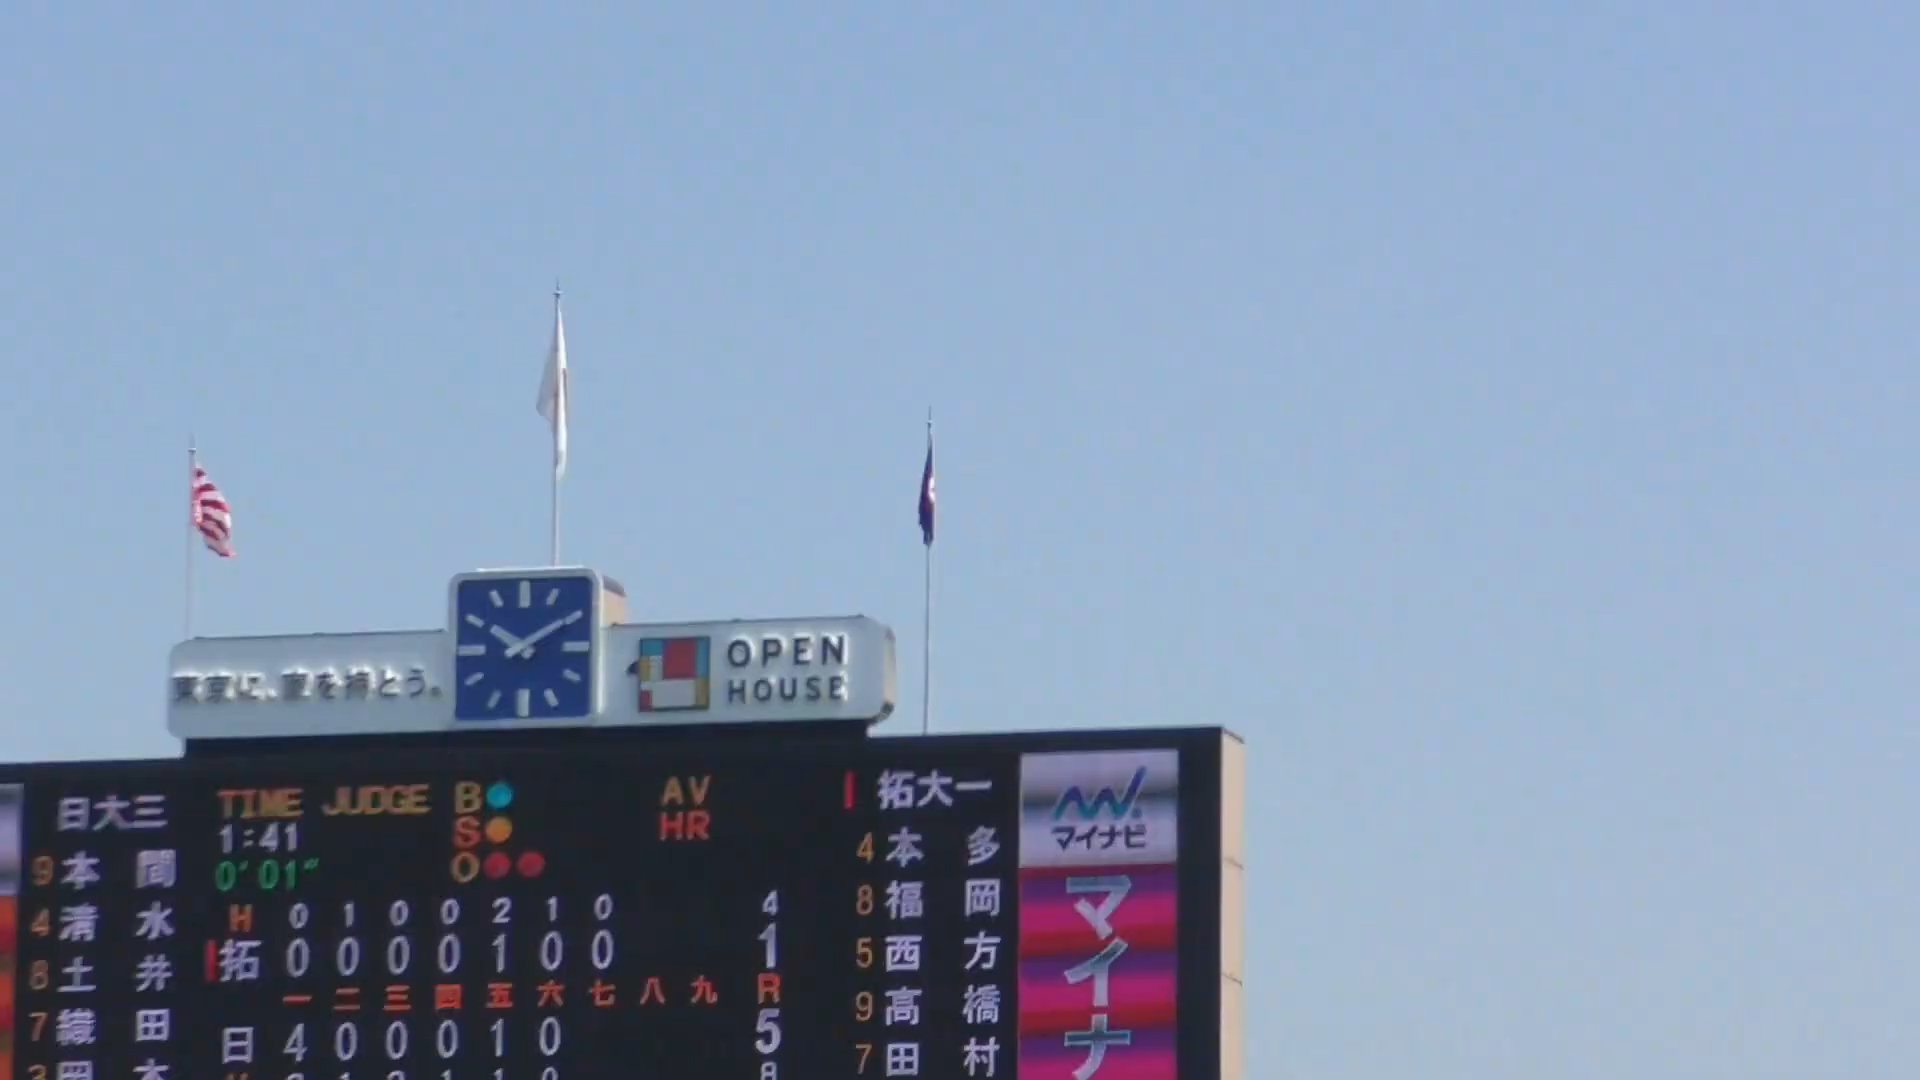 東京に、家を持とう。
OPEN
HOUSE
日大三
9 本間
4 清水
8 土井
7 織田
3 岡本
TIME JUDGE
1:41
0'01"
B
S
O
AV
HR
H 0 1 0 0 2 1 0 4
拓 0 0 0 0 1 0 0 1
一 二 三 四 五 六 七 八 九 R
日 4 0 0 0 1 0 5
拓大一
4 本多
8 福岡
5 西方
9 高橋
7 田村
マイナビ
マイナ